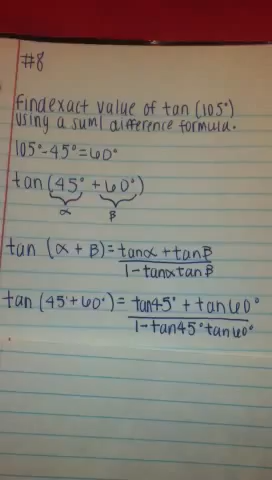 #8
find exact value of tan (105°)
using a sum/difference formula.
105°-45°=60°
tan (45° + 60°)
α β
tan (α + β) = tanα + tanβ
1-tanα tanβ
tan (45°+60°) = tan45° + tan60°
1-tan45° tan60°